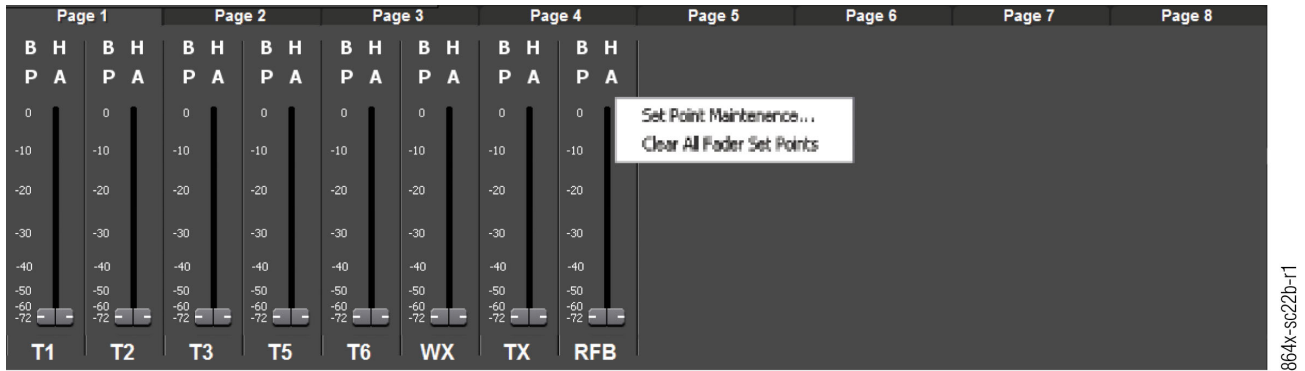 Page 1 Page 2 Page 3 Page 4 Page 5 Page 6 Page 7 Page 8
B H B H B H B H B H B H B H B H
P A P A P A P A P A P A P A P A
0 0 0 0 0 0 0 0 Set Point Maintenence...
Clear All Fader Set Points
-10 -10 -10 -10 -10 -10 -10 -10
-20 -20 -20 -20 -20 -20 -20 -20
-30 -30 -30 -30 -30 -30 -30 -30
-40 -40 -40 -40 -40 -40 -40 -40
-50 -50 -50 -50 -50 -50 -50 -50
-60 -60 -60 -60 -60 -60 -60 -60
-72 -72 -72 -72 -72 -72 -72 -72
T1 T2 T3 T5 T6 WX TX RFB
864x-sc22b-r1